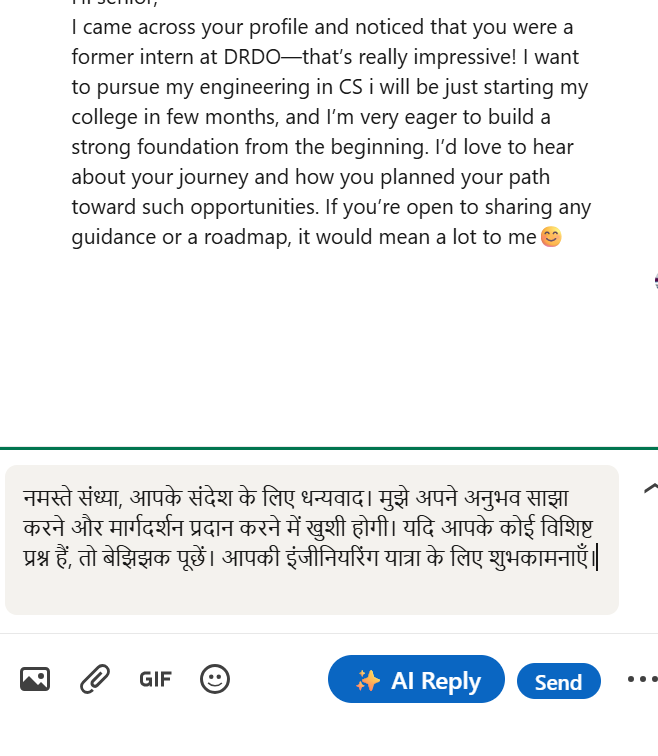 Hi senior,
I came across your profile and noticed that you were a
former intern at DRDO—that's really impressive! I want
to pursue my engineering in CS i will be just starting my
college in few months, and I'm very eager to build a
strong foundation from the beginning. I'd love to hear
about your journey and how you planned your path
toward such opportunities. If you're open to sharing any
guidance or a roadmap, it would mean a lot to me😊
नमस्ते संध्या, आपके संदेश के लिए धन्यवाद। मुझे अपने अनुभव साझा
करने और मार्गदर्शन प्रदान करने में खुशी होगी। यदि आपके कोई विशिष्ट
प्रश्न हैं, तो बेझिझक पूछें। आपकी इंजीनियरिंग यात्रा के लिए शुभकामनाएँ।
GIF
AI Reply
Send